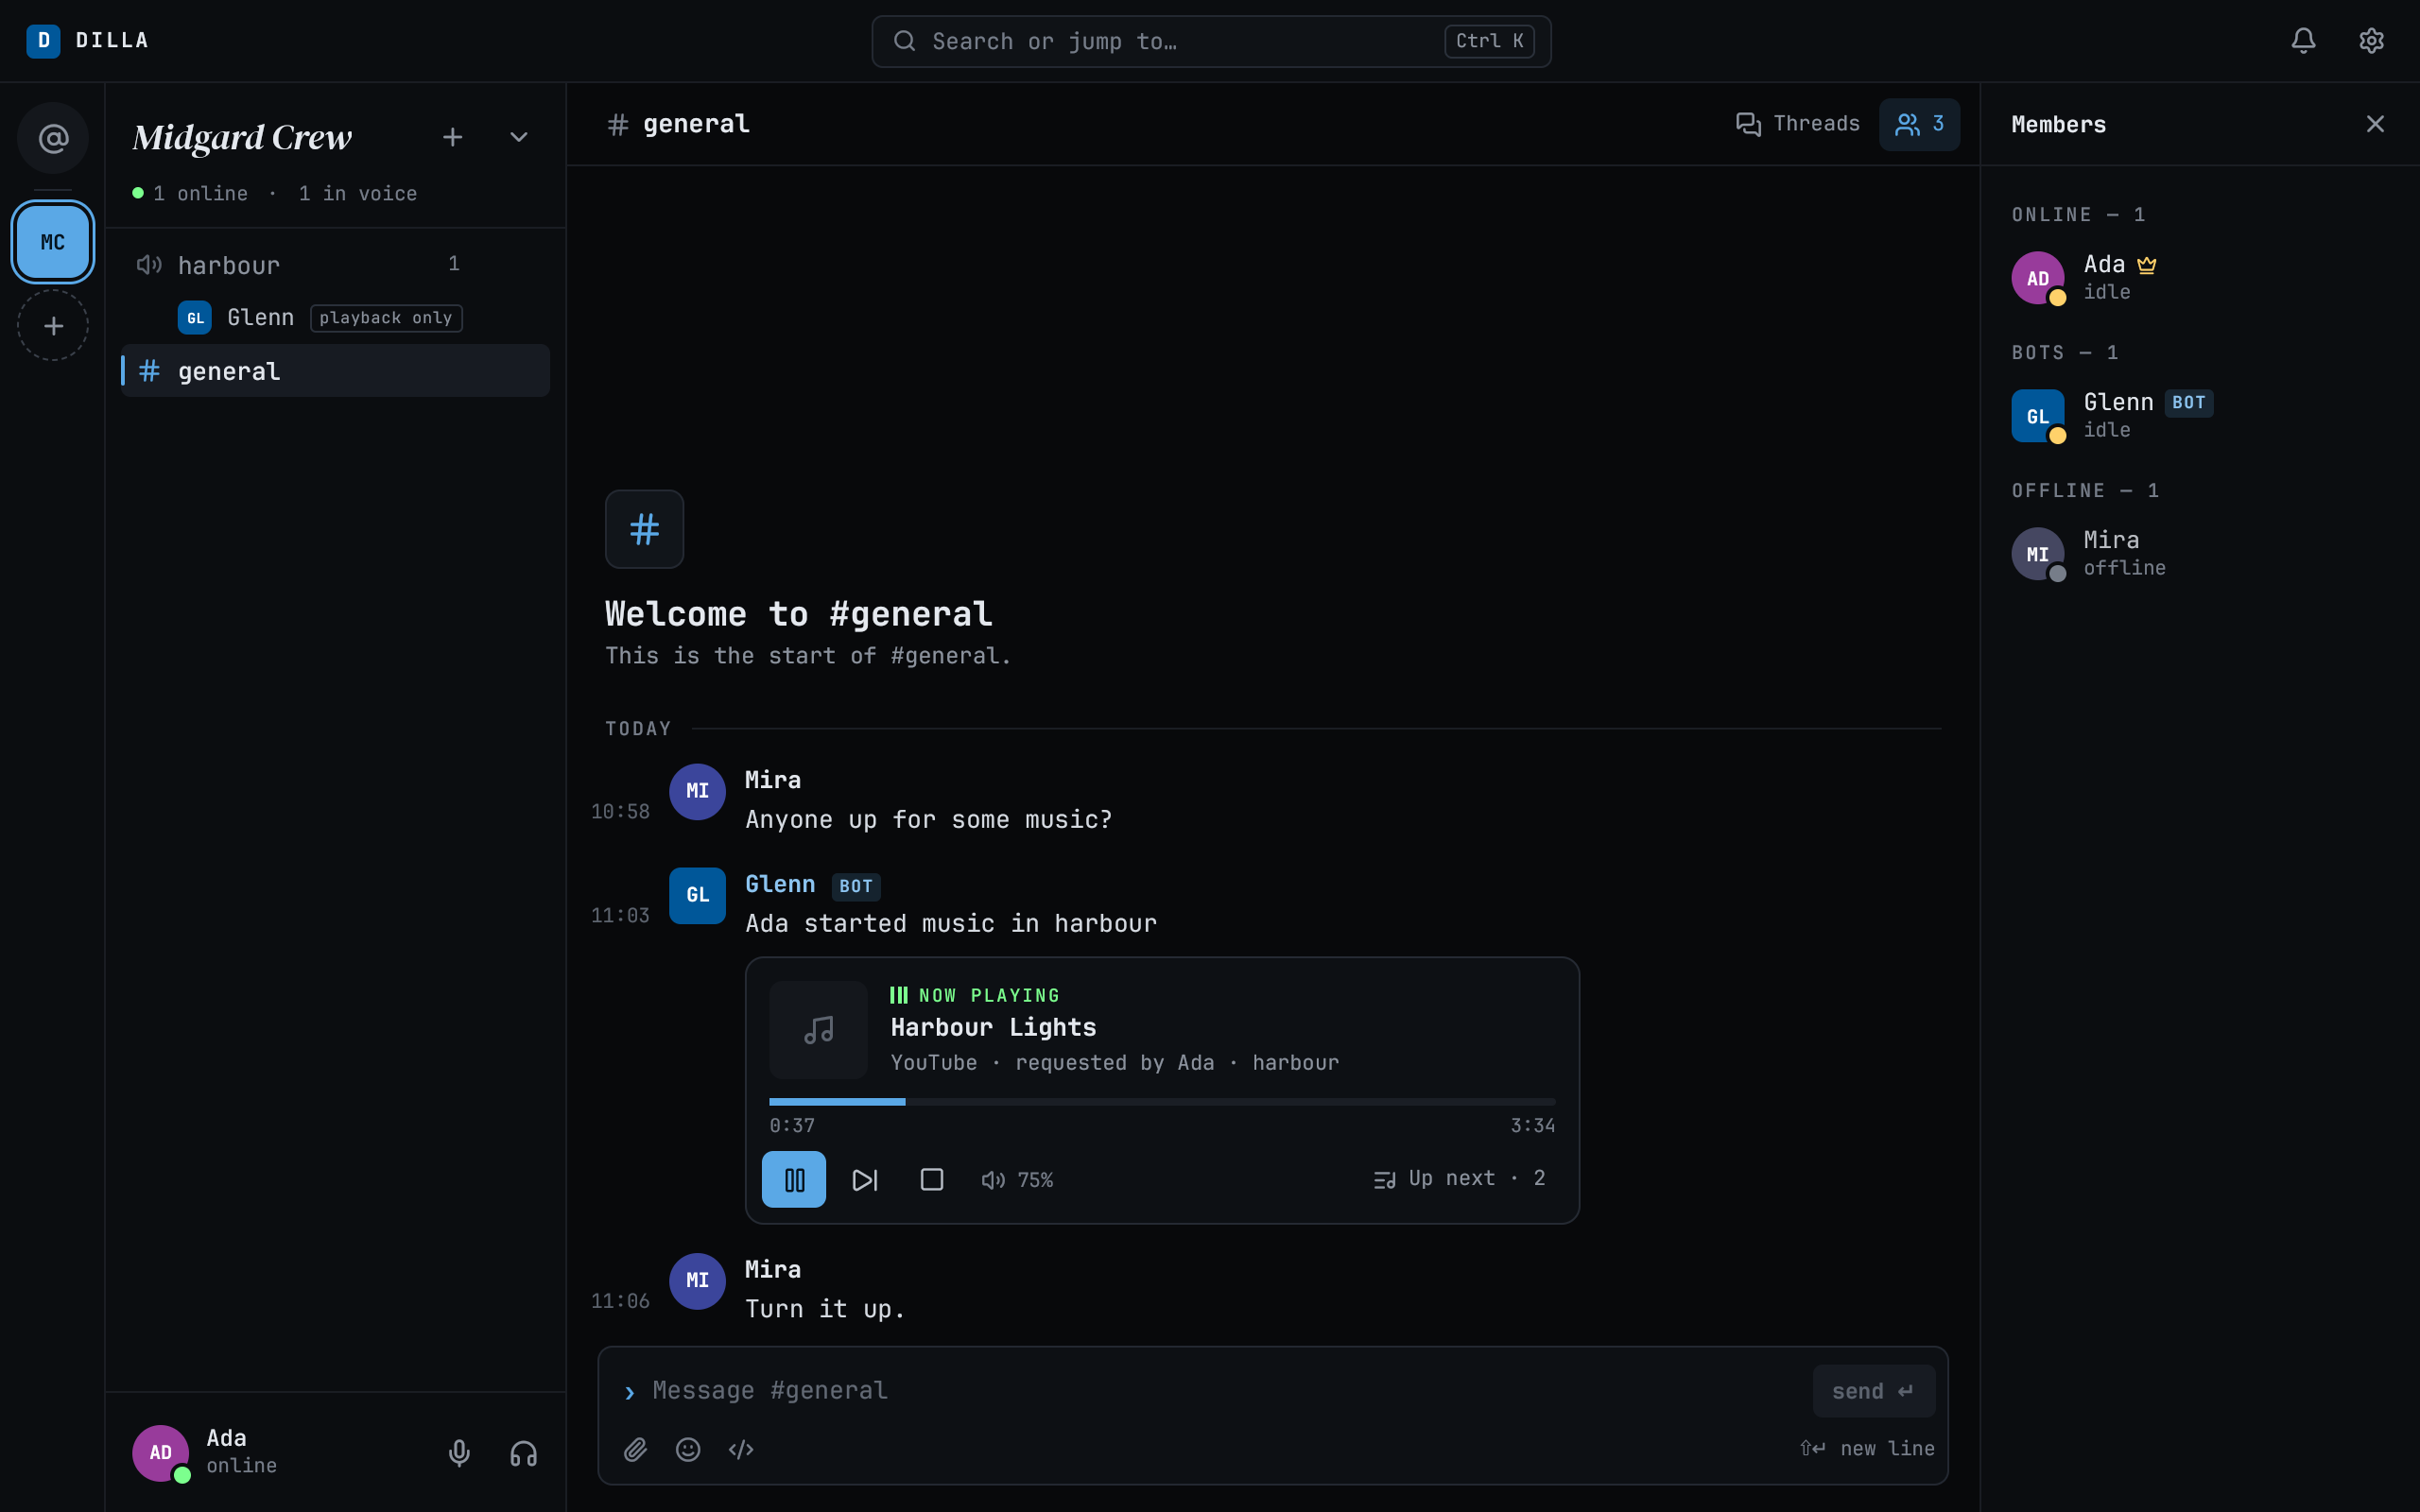 D DILLA
Search or jump to… Ctrl K
Midgard Crew
1 online · 1 in voice
MC
harbour 1
GL Glenn playback only
# general
AD Ada
online
# general
Threads 3
#
Welcome to #general
This is the start of #general.
TODAY
MI Mira
10:58 Anyone up for some music?
GL Glenn BOT
11:03 Ada started music in harbour
NOW PLAYING
Harbour Lights
YouTube · requested by Ada · harbour
0:37 3:34
75% Up next · 2
MI Mira
11:06 Turn it up.
› Message #general send ↵
⇧↵ new line
Members
ONLINE — 1
AD Ada
idle
BOTS — 1
GL Glenn BOT
idle
OFFLINE — 1
MI Mira
offline